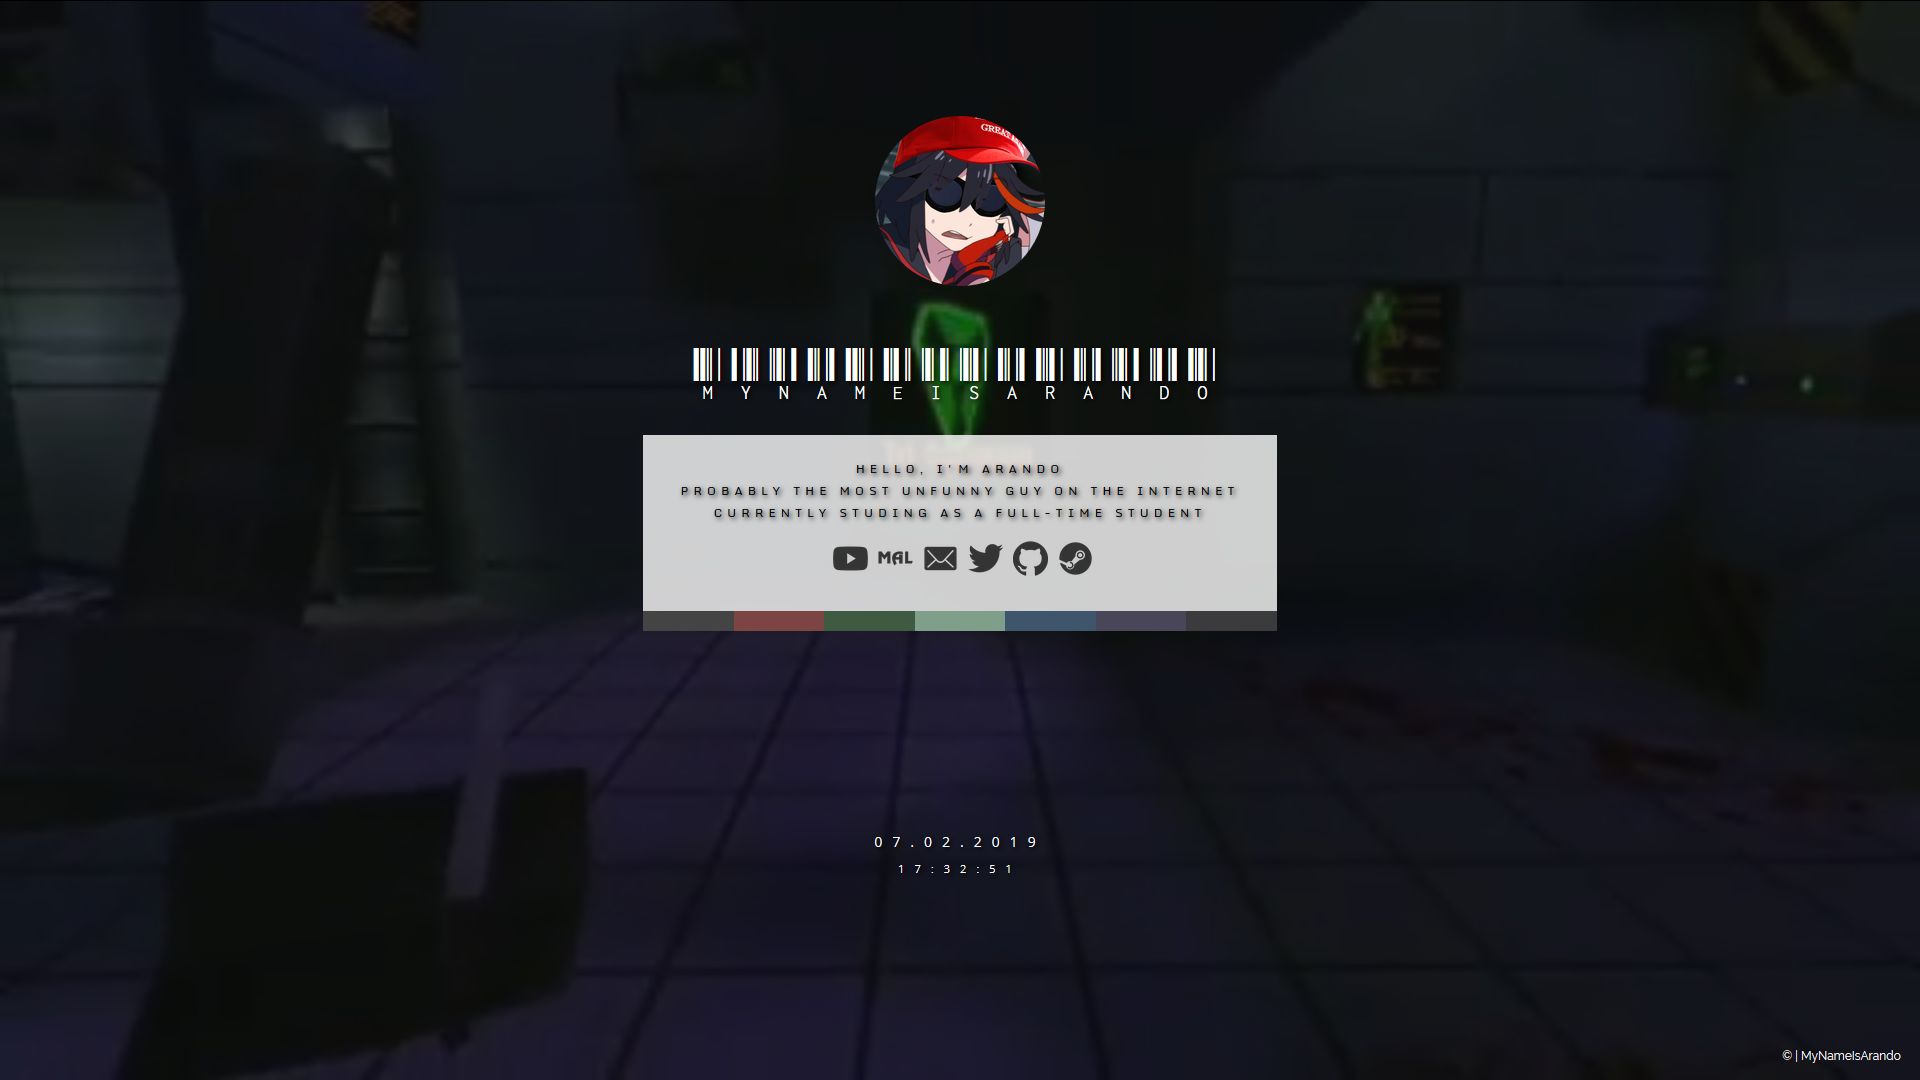 GREAT
MYNAMEISARANDO
HELLO, I'M ARANDO
PROBABLY THE MOST UNFUNNY GUY ON THE INTERNET
CURRENTLY STUDING AS A FULL-TIME STUDENT
MAL
07.02.2019
17:32:51
© | MyNameIsArando